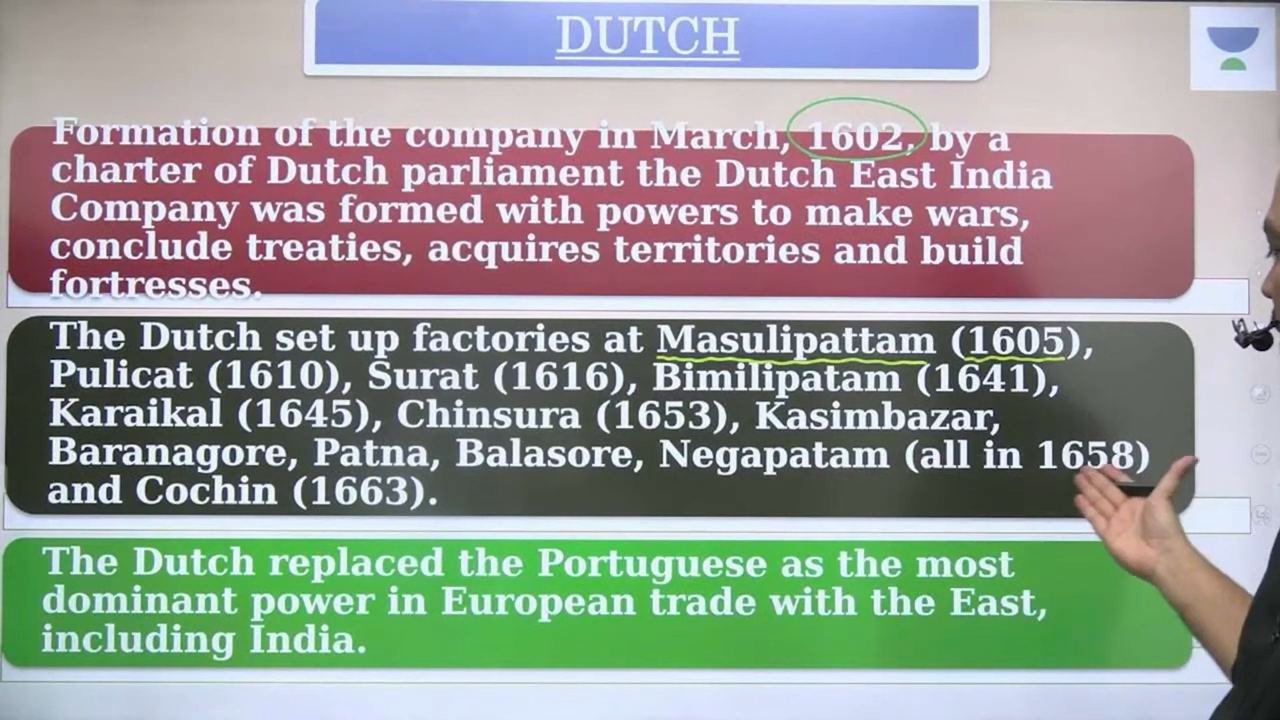 DUTCH
Formation of the company in March, 1602, by a
charter of Dutch parliament the Dutch East India
Company was formed with powers to make wars,
conclude treaties, acquires territories and build
fortresses.
The Dutch set up factories at Masulipattam (1605),
Pulicat (1610), Surat (1616), Bimilipatam (1641),
Karaikal (1645), Chinsura (1653), Kasimbazar,
Baranagore, Patna, Balasore, Negapatam (all in 1658)
and Cochin (1663).
The Dutch replaced the Portuguese as the most
dominant power in European trade with the East,
including India.